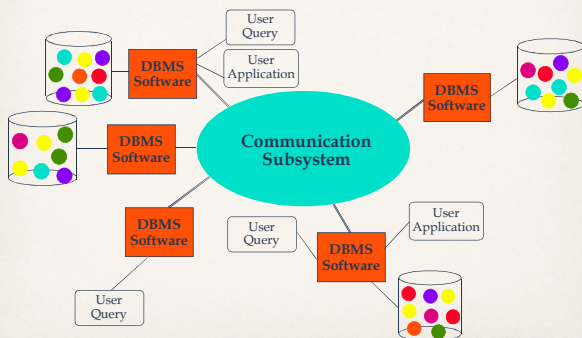 User
Query
DBMS
Software
User
Application
DBMS
Software
DBMS
Software
Communication
Subsystem
DBMS
Software
User
Query
User
Application
DBMS
Software
User
Query